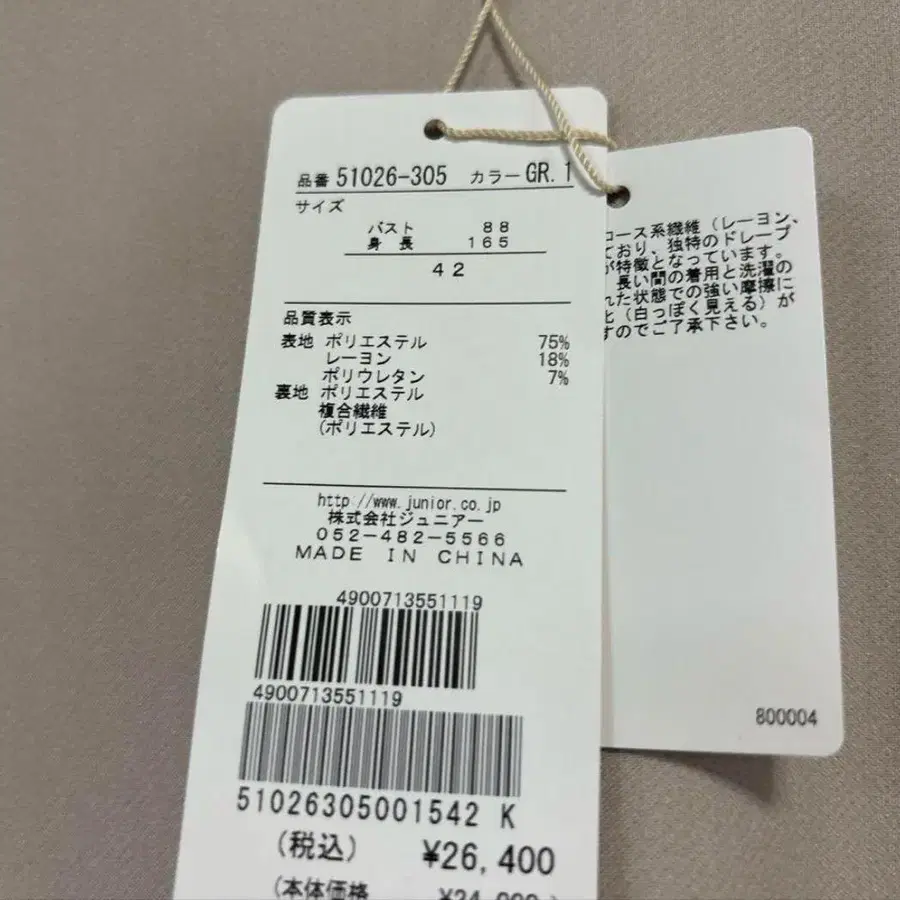 品番 51026-305 カラー GR. 1
サイズ
バスト 88
身長 165
42
品質表示
表地 ポリエステル 75%
レーヨン 18%
ポリウレタン 7%
裏地 ポリエステル
複合繊維
(ポリエステル)
http://www.junior.co.jp
株式会社ジュニアー
052-482-5566
MADE IN CHINA
4900713551119
4900713551119
51026305001542 K
(税込) ¥26,400
(本体価格
ロース系繊維(レーヨン、
ており、独特のドレープ
が特徴となっています。
長い間の着用と洗濯の
れた状態での強い摩擦に
化(白っぽく見える)が
すのでご了承下さい。
800004